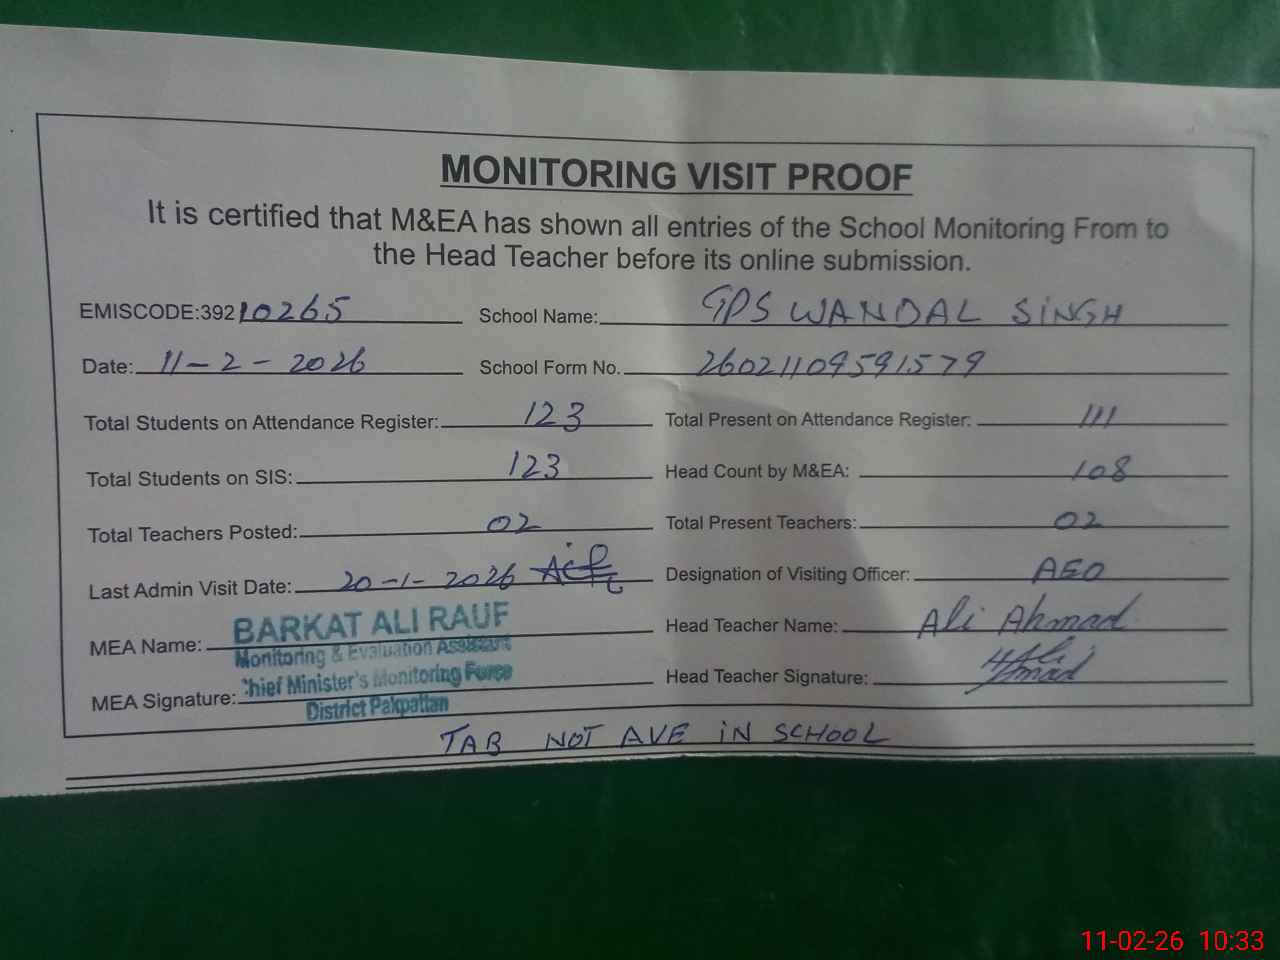 MONITORING VISIT PROOF
It is certified that M&EA has shown all entries of the School Monitoring From to
the Head Teacher before its online submission.
EMISCODE:39210265 School Name: GPS WANDAL SINGH
Date: 11-2-2026 School Form No. 26021109591579
Total Students on Attendance Register: 123 Total Present on Attendance Register: 111
Total Students on SIS: 123 Head Count by M&EA: 108
Total Teachers Posted: 02 Total Present Teachers: 02
Last Admin Visit Date: 20-1-2026 Designation of Visiting Officer: AEO
MEA Name: BARKAT ALI RAUF Head Teacher Name: Ali Ahmad
Monitoring & Evaluation Assistant
MEA Signature: Chief Minister's Monitoring Force Head Teacher Signature: Ali Ahmad
District Pakpattan
TAB NOT AVE IN SCHOOL
11-02-26 10:33